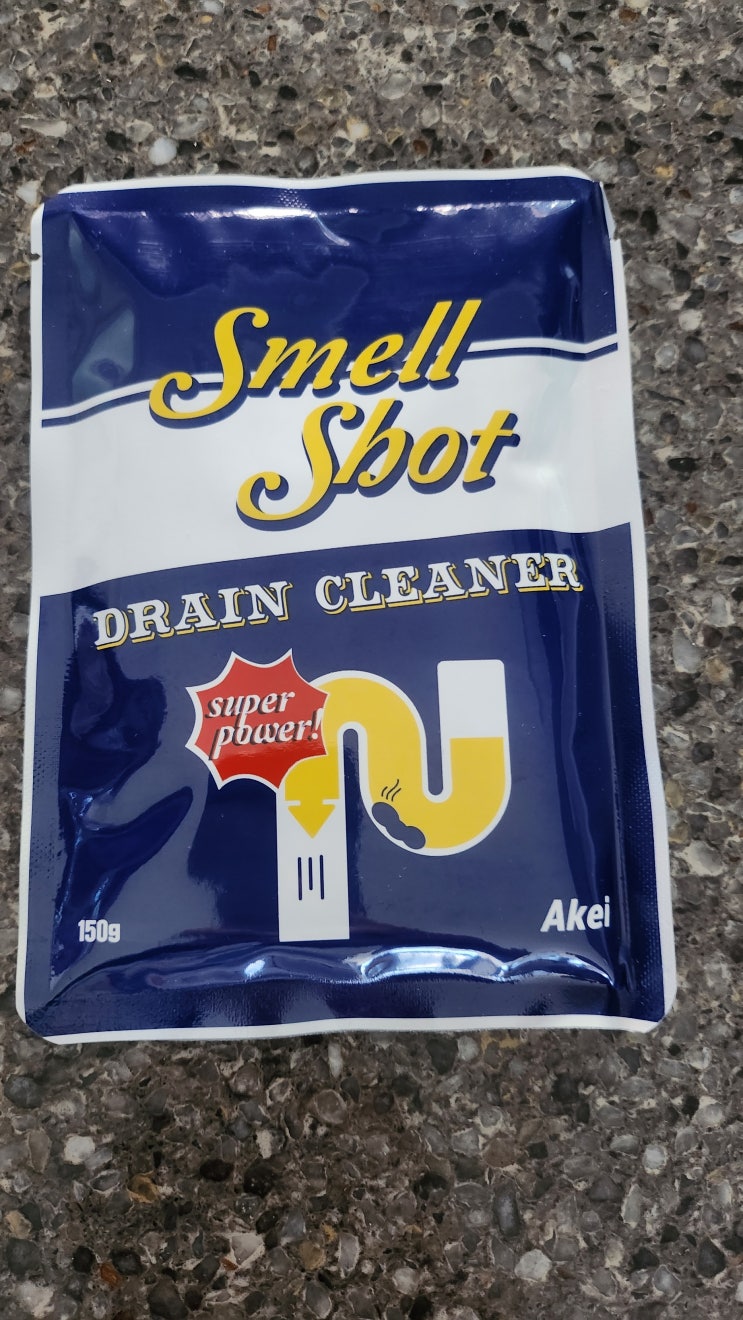 Smell
Shot
DRAIN CLEANER
super
power!
150g
Akei